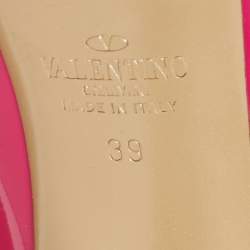 VALENTINO
GARAVANI
MADE IN ITALY
39